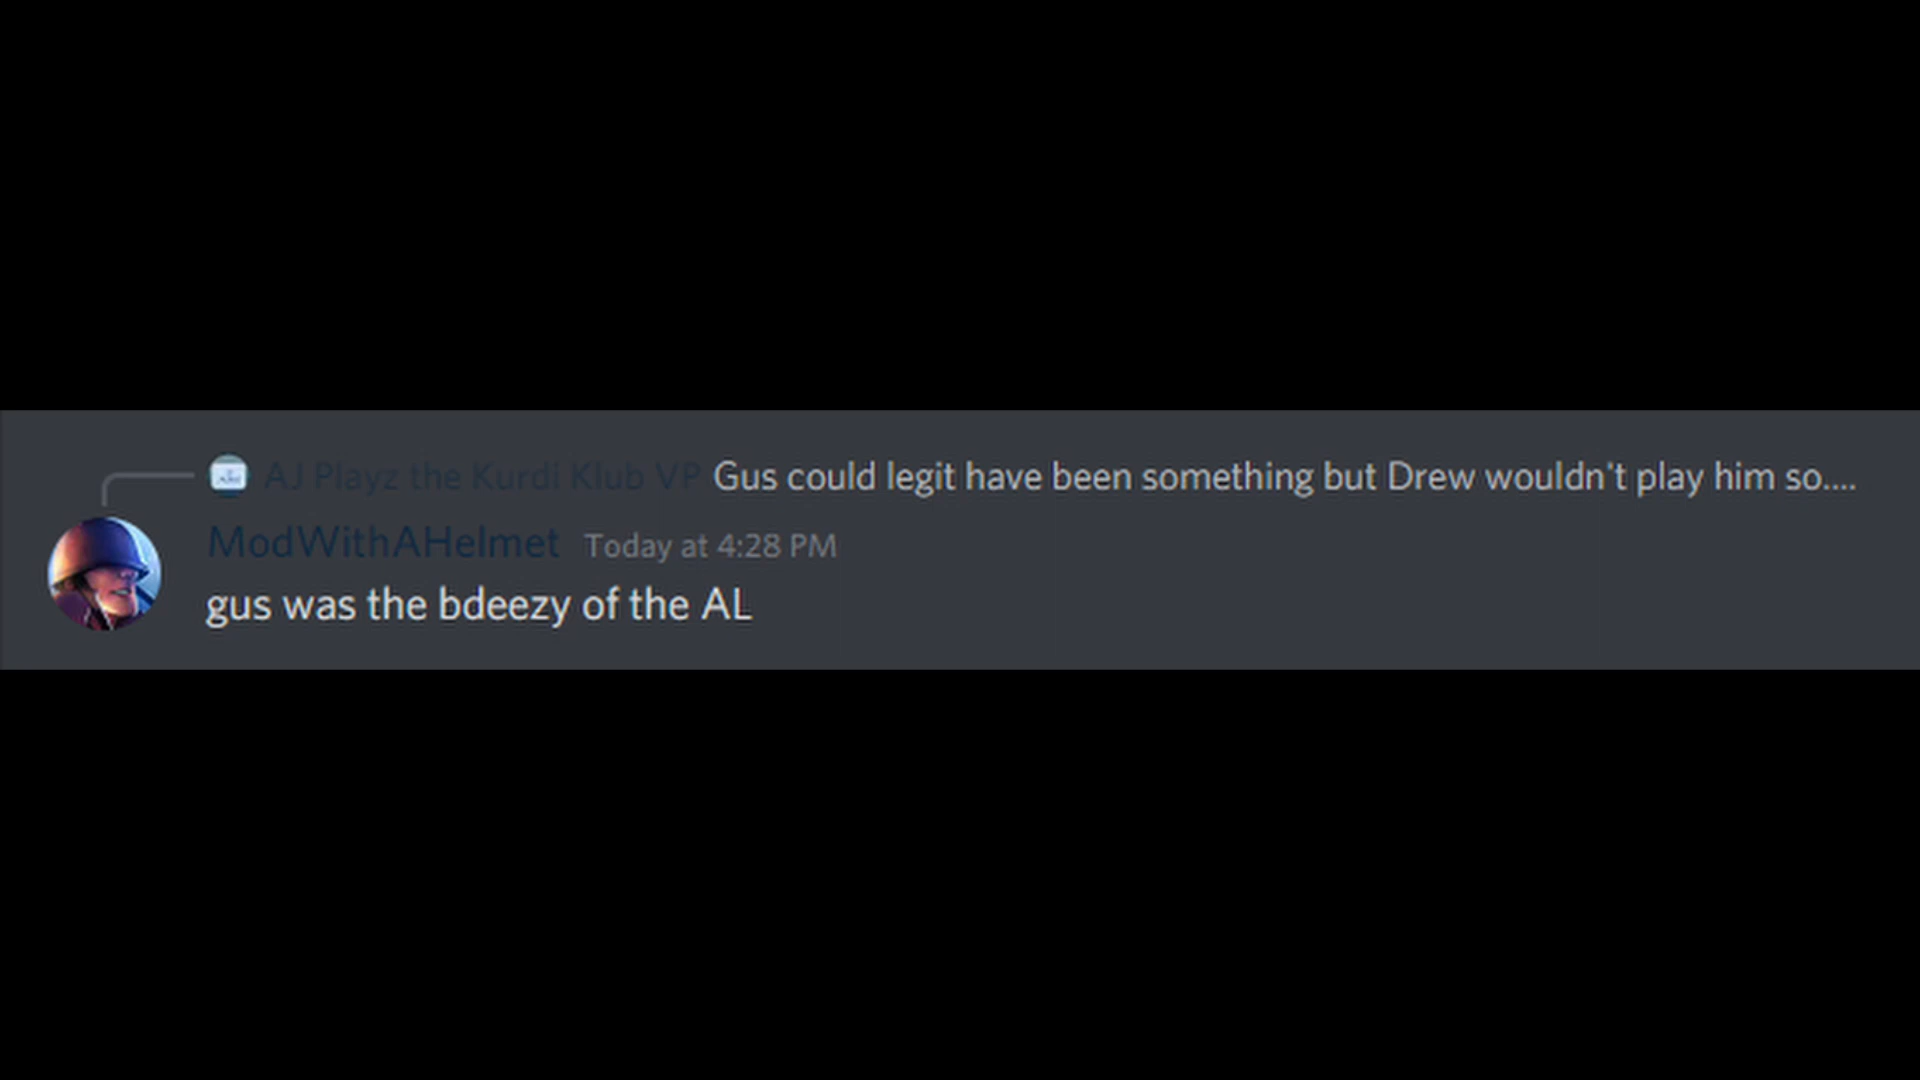 AJ Playz the Kurdi Klub VP Gus could legit have been something but Drew wouldn't play him so....
ModWithAHelmet Today at 4:28 PM
gus was the bdeezy of the AL